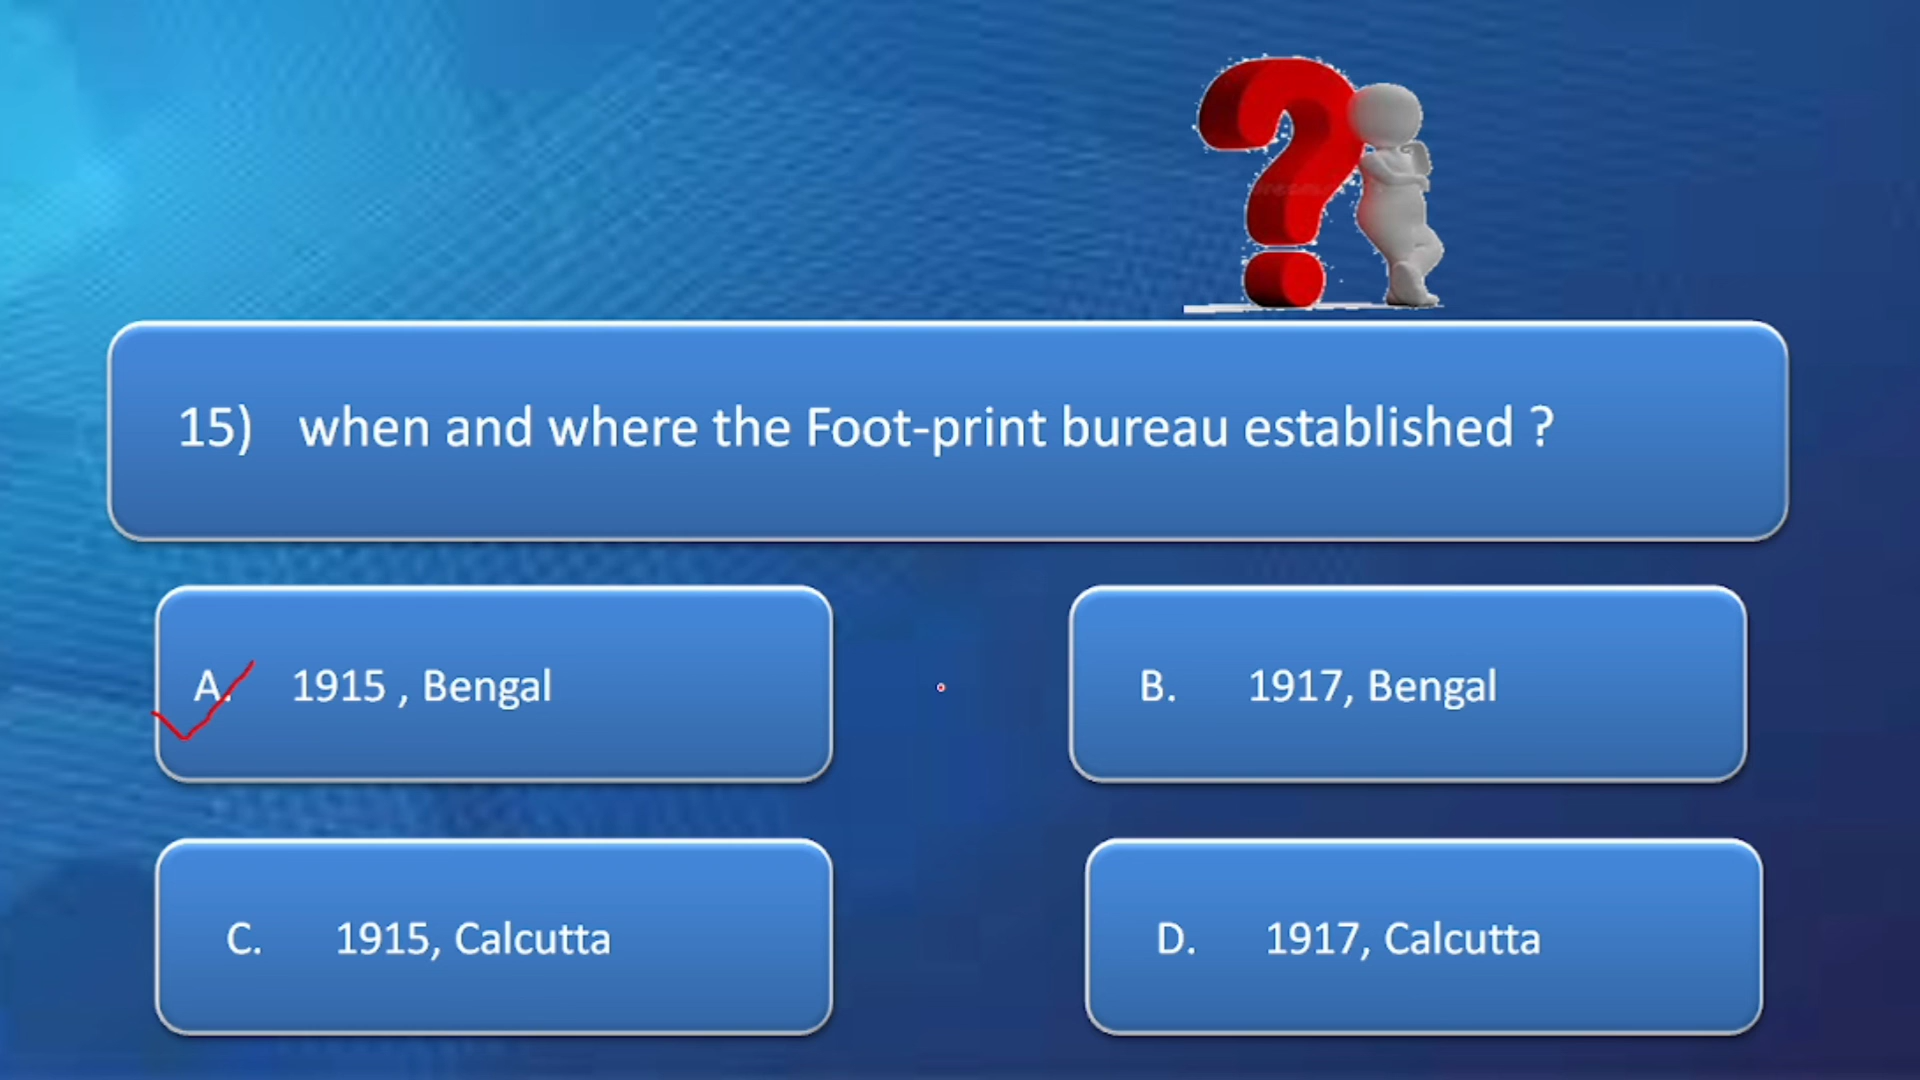 15) when and where the Foot-print bureau established ?
A. 1915 , Bengal
B. 1917, Bengal
C. 1915, Calcutta
D. 1917, Calcutta